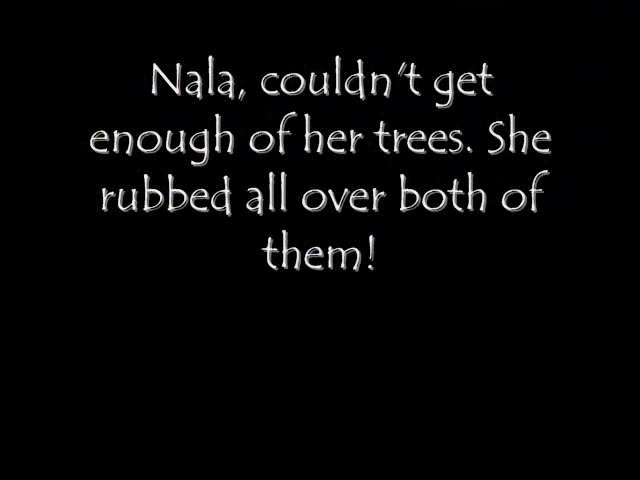 Nala, couldn't get
enough of her trees. She
rubbed all over both of
them!